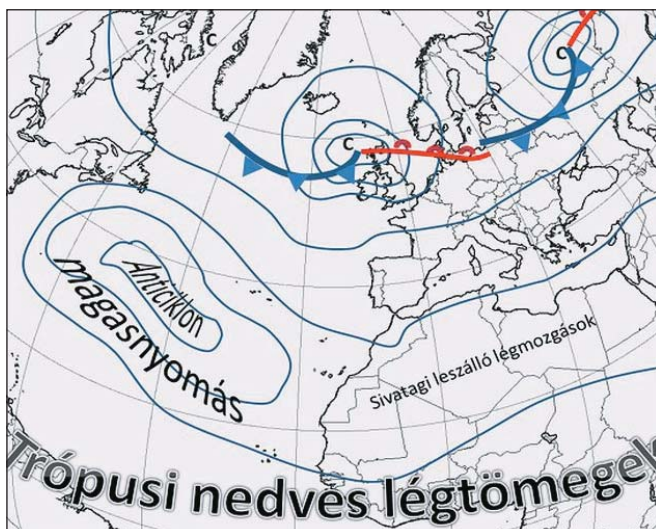 C
C
C
Anticiklon
magasnyomás
Sivatagi leszálló légmozgások
Trópusi nedves légtömegek